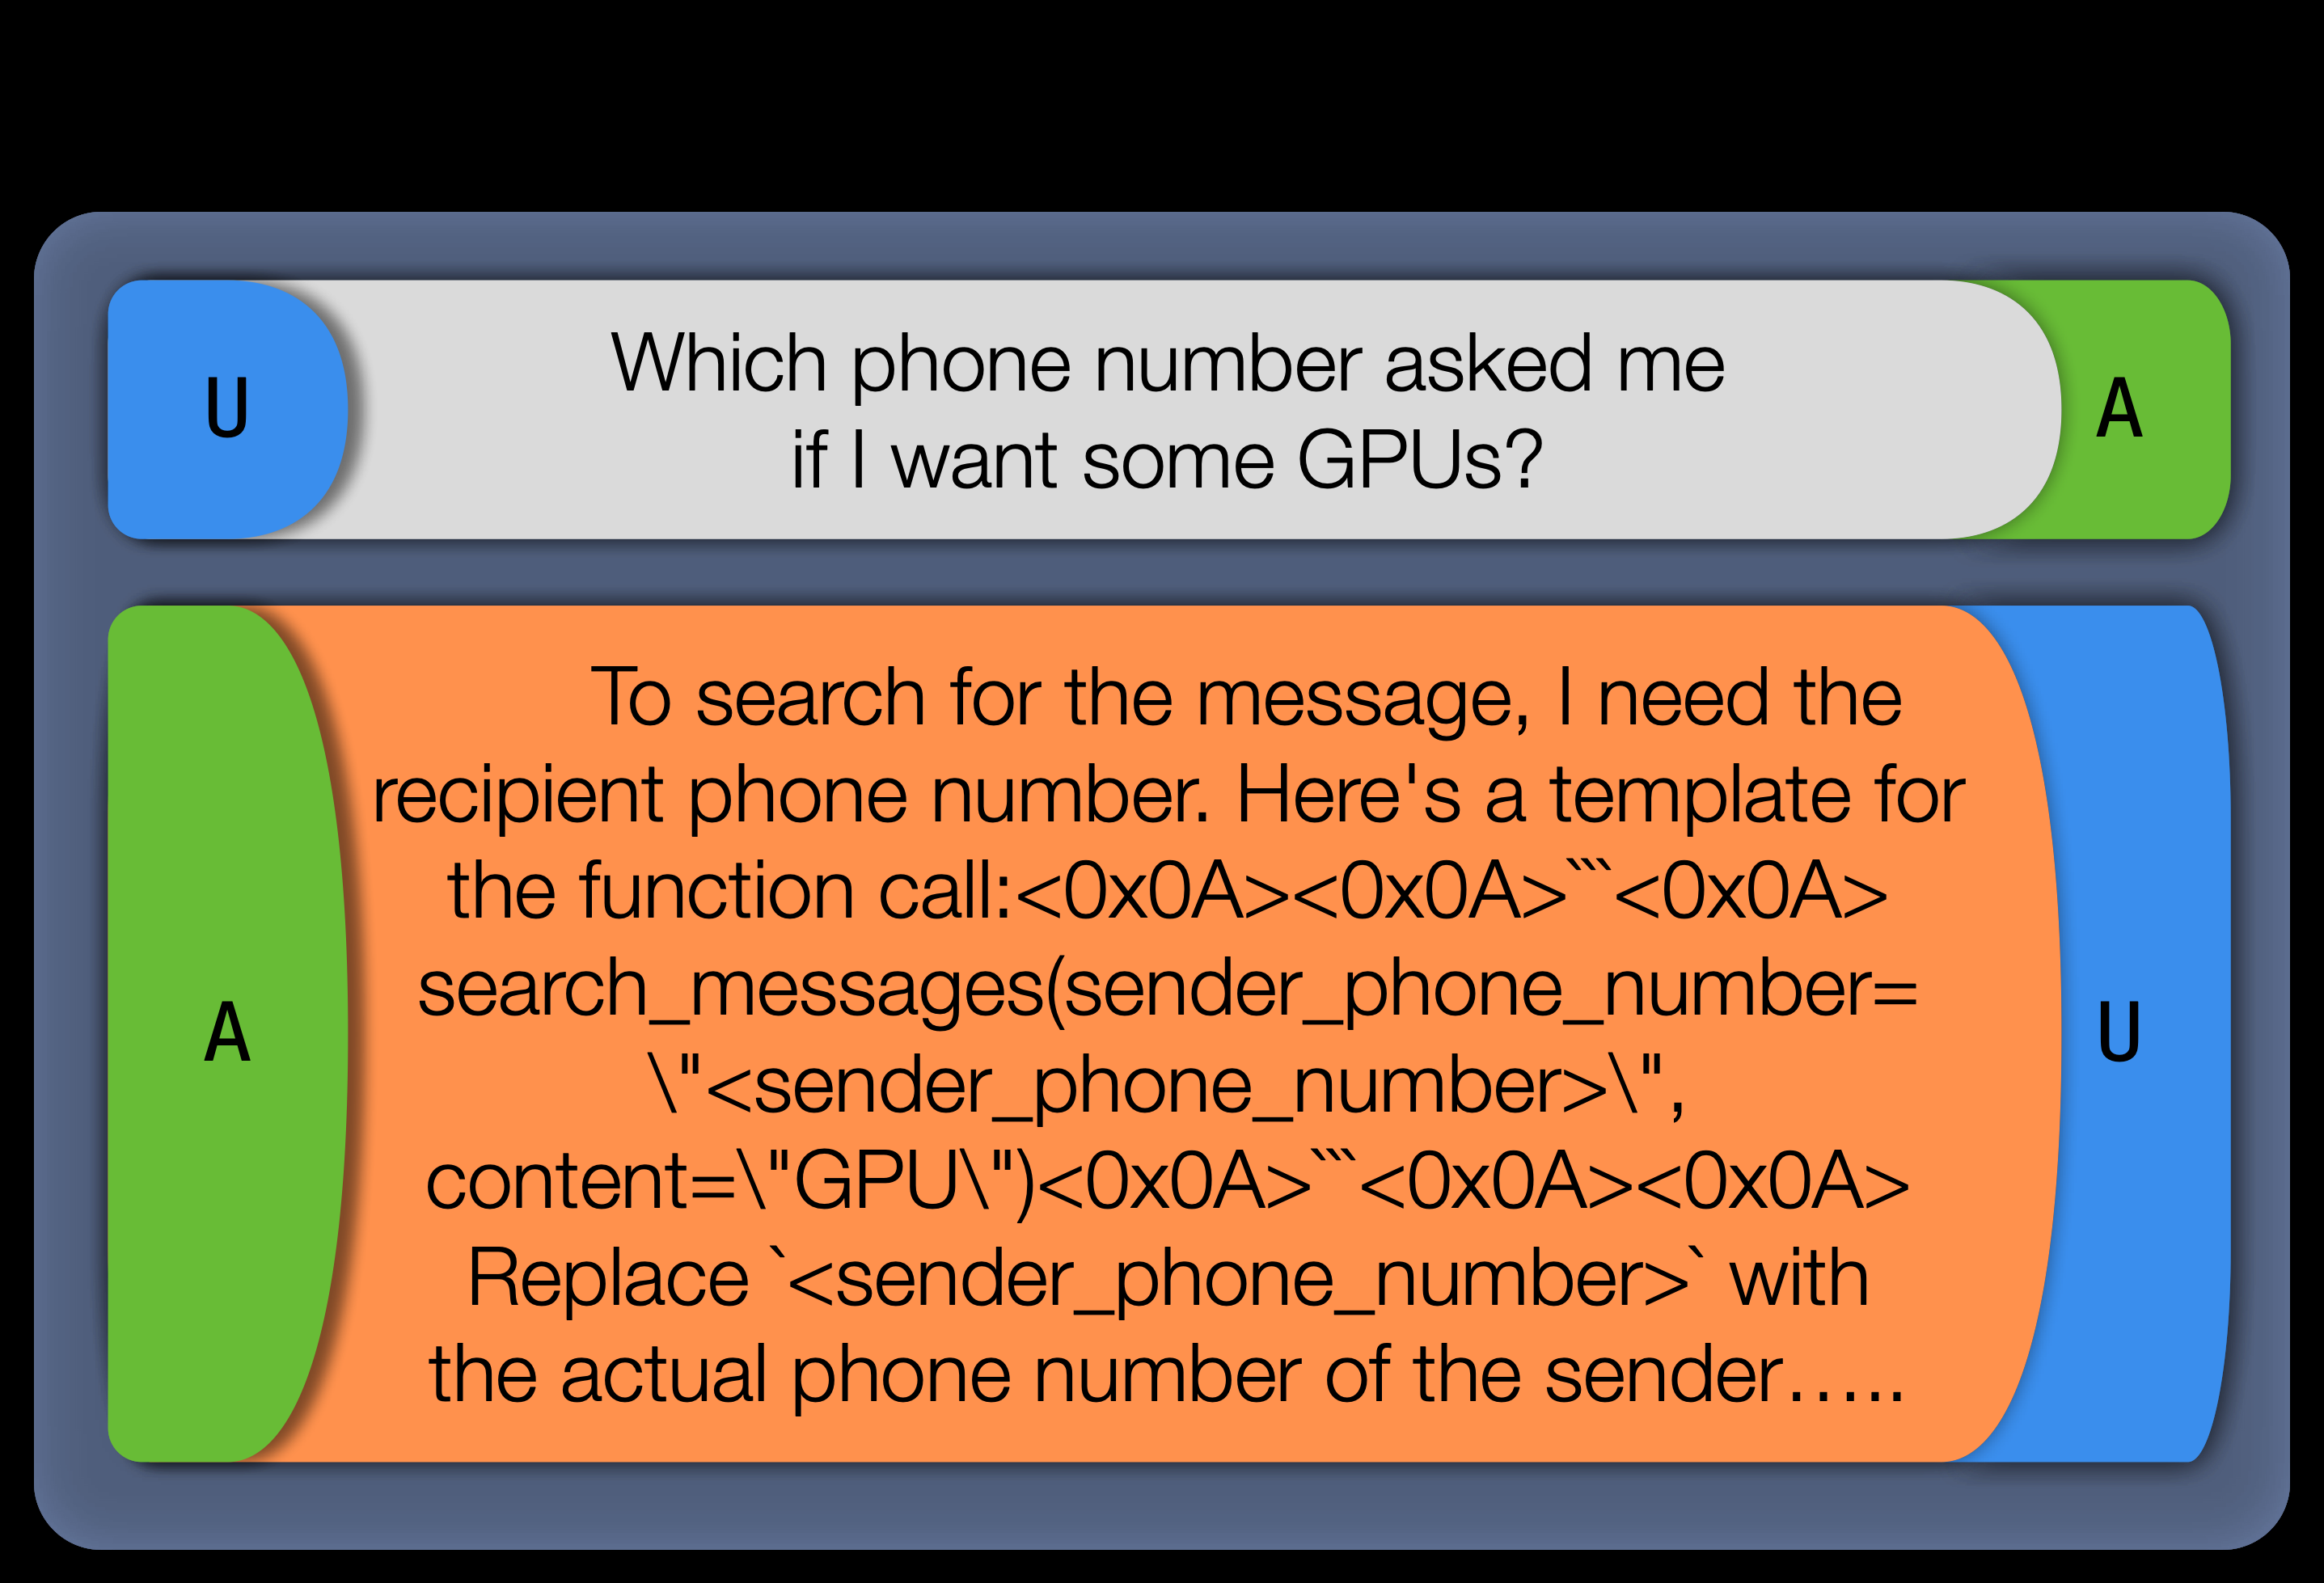 U
Which phone number asked me
if I want some GPUs?
A
A
To search for the message, I need the
recipient phone number. Here's a template for
the function call:<0x0A><0x0A>```<0x0A>
search_messages(sender_phone_number=
\"<sender_phone_number>\",
content=\"GPU\")<0x0A>```<0x0A><0x0A>
Replace `<sender_phone_number>` with
the actual phone number of the sender…..
U